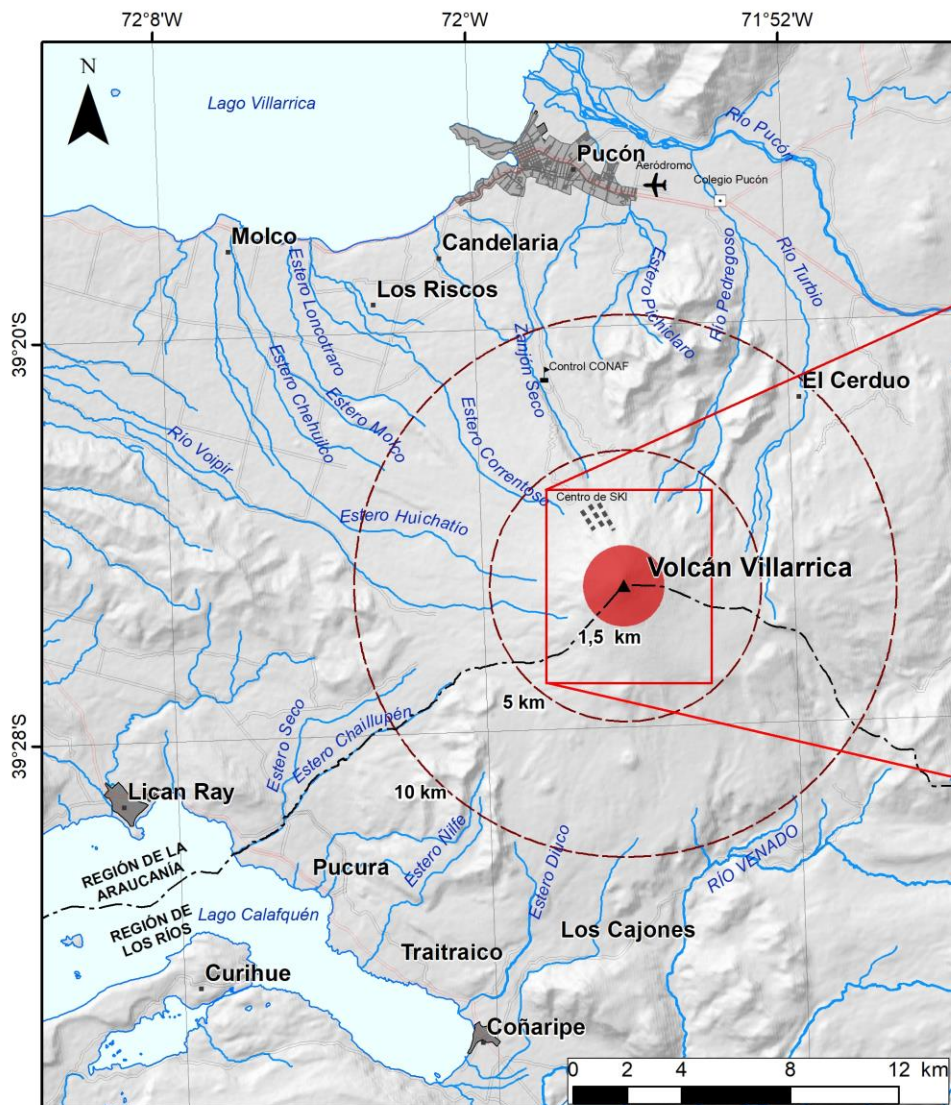 72°8'W
72°W
71°52'W
N
Lago Villarrica
Río Pucón
Pucón
Aeródromo
Colegio Pucón
Molco
Candelaria
Los Riscos
Estero Loncotraro
Estero Pichiclaro
Río Pedregoso
Río Turbio
39°20'S
Zanjón Seco
Control CONAF
El Cerduo
Estero Chehuilco
Estero Molco
Río Voipir
Estero Correntoso
Centro de SKI
Estero Huichatío
Volcán Villarrica
1,5 km
5 km
39°28'S
Estero Seco
Estero Chaillupén
Lican Ray
10 km
Estero Ñilfe
Estero Diuco
RÍO VENADO
Pucura
REGIÓN DE LA
ARAUCANÍA
REGIÓN DE
LOS RÍOS
Lago Calafquén
Los Cajones
Traitraico
Curihue
Coñaripe
0 2 4 8 12 km